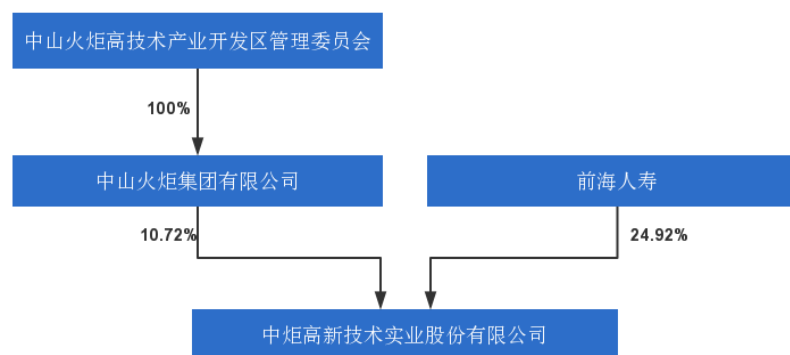 中山火炬高技术产业开发区管理委员会
100%
中山火炬集团有限公司
前海人寿
10.72%
24.92%
中炬高新技术实业股份有限公司